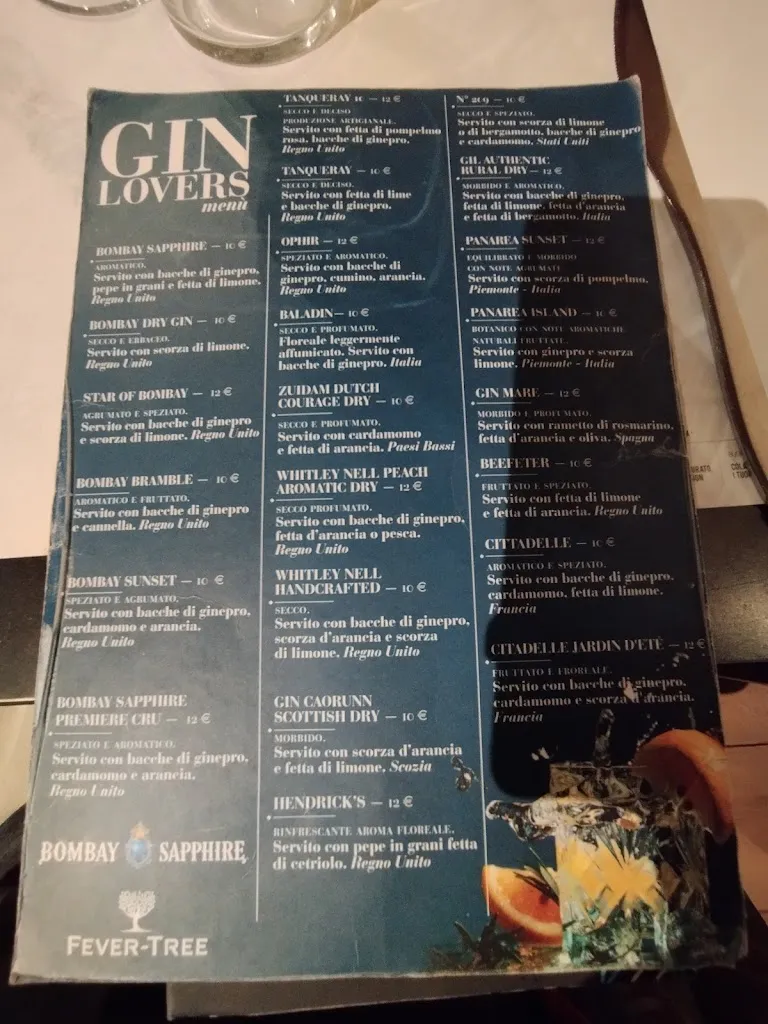 GIN
LOVERS
menu
BOMBAY SAPPHIRE — 10 €
AROMATICO.
Servito con bacche di ginepro,
pepe in grani e fetta di limone.
Regno Unito
BOMBAY DRY GIN — 10 €
SECCO E ERBACEO.
Servito con scorza di limone.
Regno Unito
STAR OF BOMBAY — 12 €
AGRUMATO E SPEZIATO.
Servito con bacche di ginepro
e scorza di limone. Regno Unito
BOMBAY BRAMBLE — 10 €
AROMATICO E FRUTTATO.
Servito con bacche di ginepro
e cannella. Regno Unito
BOMBAY SUNSET — 10 €
SPEZIATO E AGRUMATO.
Servito con bacche di ginepro,
cardamomo e arancia.
Regno Unito
BOMBAY SAPPHIRE
PREMIERE CRU — 12 €
SPEZIATO E AROMATICO.
Servito con bacche di ginepro,
cardamomo e arancia.
Regno Unito
BOMBAY SAPPHIRE
FEVER-TREE
TANQUERAY 10 — 12 €
SECCO E DECISO
PRODUZIONE ARTIGIANALE.
Servito con fetta di pompelmo
rosa, bacche di ginepro.
Regno Unito
TANQUERAY — 10 €
SECCO E DECISO.
Servito con fetta di lime
e bacche di ginepro.
Regno Unito
OPHIR — 12 €
SPEZIATO E AROMATICO.
Servito con bacche di
ginepro, cumino, arancia.
Regno Unito
BALADIN — 10 €
SECCO E PROFUMATO.
Floreale leggermente
affumicato. Servito con
bacche di ginepro. Italia
ZUIDAM DUTCH
COURAGE DRY — 10 €
SECCO E PROFUMATO.
Servito con cardamomo
e fetta di arancia. Paesi Bassi
WHITLEY NELL PEACH
AROMATIC DRY — 12 €
SECCO PROFUMATO.
Servito con bacche di ginepro,
fetta d'arancia o pesca.
Regno Unito
WHITLEY NELL
HANDCRAFTED — 10 €
SECCO.
Servito con bacche di ginepro,
scorza d'arancia e scorza
di limone. Regno Unito
GIN CAORUNN
SCOTTISH DRY — 10 €
MORBIDO.
Servito con scorza d'arancia
e fetta di limone. Scozia
HENDRICK'S — 12 €
RINFRESCANTE AROMA FLOREALE.
Servito con pepe in grani fetta
di cetriolo. Regno Unito
N° 209 — 10 €
SECCO E SPEZIATO.
Servito con scorza di limone
o di bergamotto, bacche di ginepro
e cardamomo. Stati Uniti
GIL AUTHENTIC
RURAL DRY — 12 €
MORBIDO E AROMATICO.
Servito con bacche di ginepro,
fetta di limone, fetta d'arancia
e fetta di bergamotto. Italia
PANAREA SUNSET — 12 €
EQUILIBRATO E MORBIDO
CON NOTE AGRUMATE
Servito con scorza di pompelmo.
Piemonte - Italia
PANAREA ISLAND — 10 €
BOTANICO CON NOTE AROMATICHE
NATURALI FRUTTATE.
Servito con ginepro e scorza
limone. Piemonte - Italia
GIN MARE — 12 €
MORBIDO E PROFUMATO.
Servito con rametto di rosmarino,
fetta d'arancia e oliva. Spagna
BEEFETER — 10 €
FRUTTATO E SPEZIATO.
Servito con fetta di limone
e fetta di arancia. Regno Unito
CITTADELLE — 10 €
AROMATICO E SPEZIATO.
Servito con bacche di ginepro,
cardamomo, fetta di limone.
Francia
CITADELLE JARDIN D'ETÈ — 12 €
FRUTTATO E FROREALE.
Servito con bacche di ginepro,
cardamomo e scorza d'arancia.
Francia